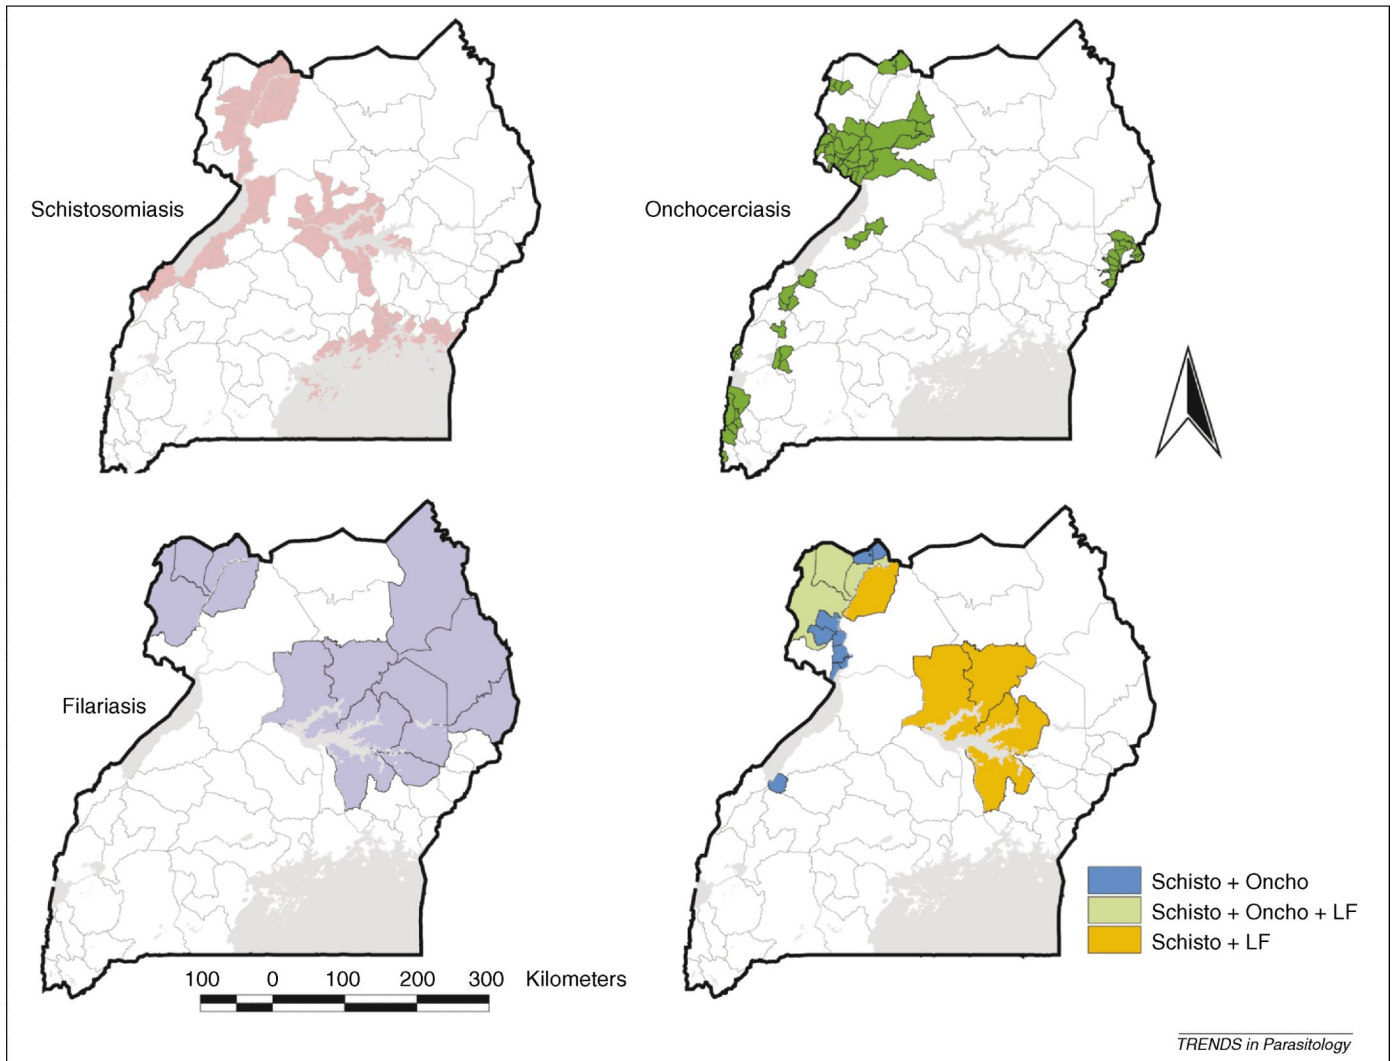 Schistosomiasis
Onchocerciasis
Filariasis
Schisto + Oncho
Schisto + Oncho + LF
Schisto + LF
100 0 100 200 300 Kilometers
TRENDS in Parasitology